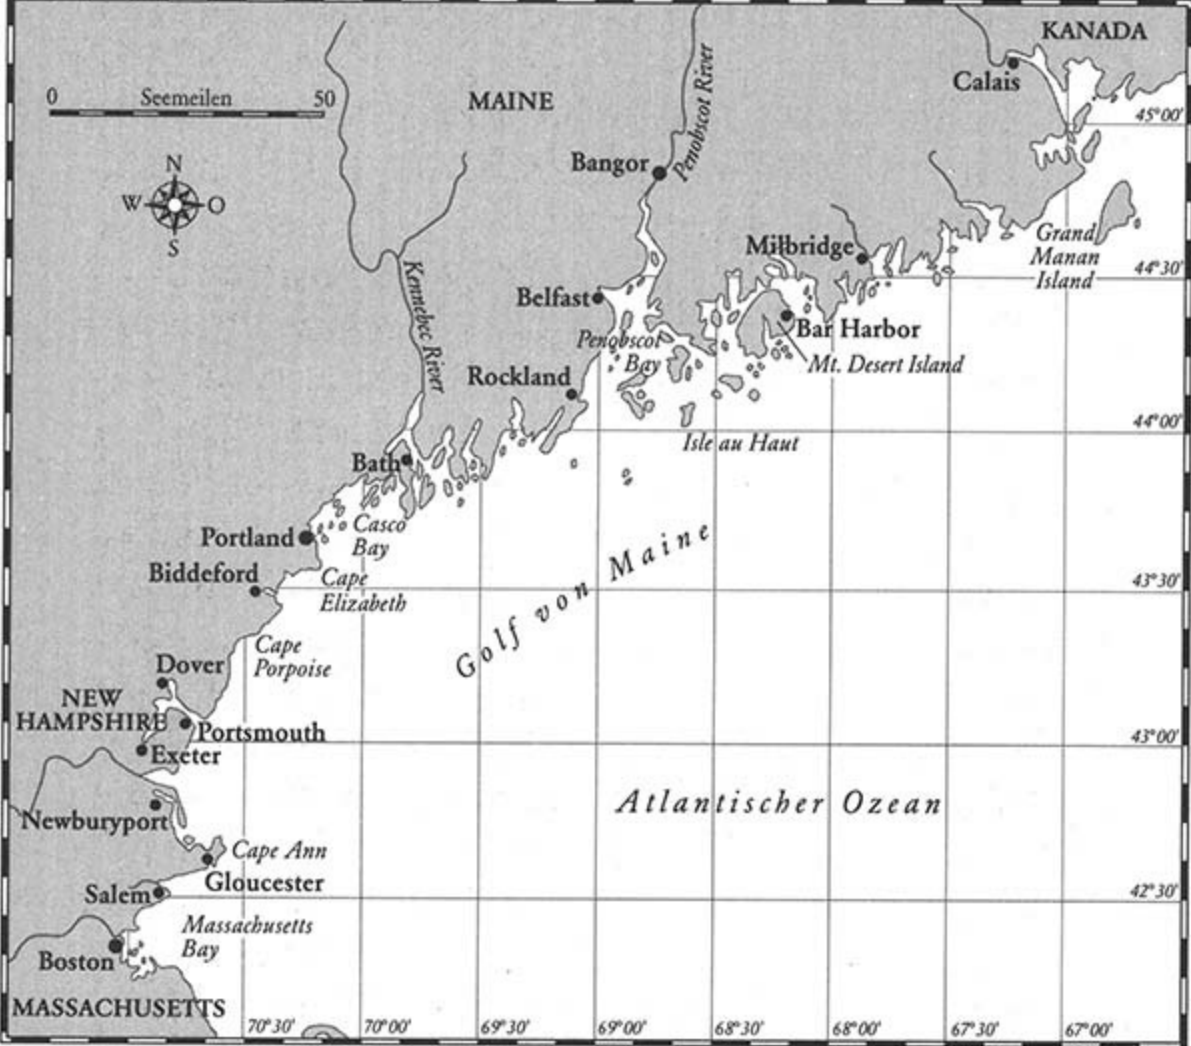 KANADA
Calais
0 Seemeilen 50
MAINE
Penobscot River
45°00'
Bangor
N
W O
S
Milbridge
Grand
Manan
Island
44°30'
Kennebec River
Belfast
Bar Harbor
Penobscot
Bay
Mt. Desert Island
Rockland
44°00'
Isle au Haut
Bath
Casco
Bay
Portland
Golf von Maine
Biddeford
Cape
Elizabeth
43°30'
Cape
Porpoise
Dover
NEW
HAMPSHIRE
Portsmouth
43°00'
Exeter
Atlantischer Ozean
Newburyport
Cape Ann
Gloucester
Salem
42°30'
Massachusetts
Bay
Boston
MASSACHUSETTS
70°30' 70°00' 69°30' 69°00' 68°30' 68°00' 67°30' 67°00'